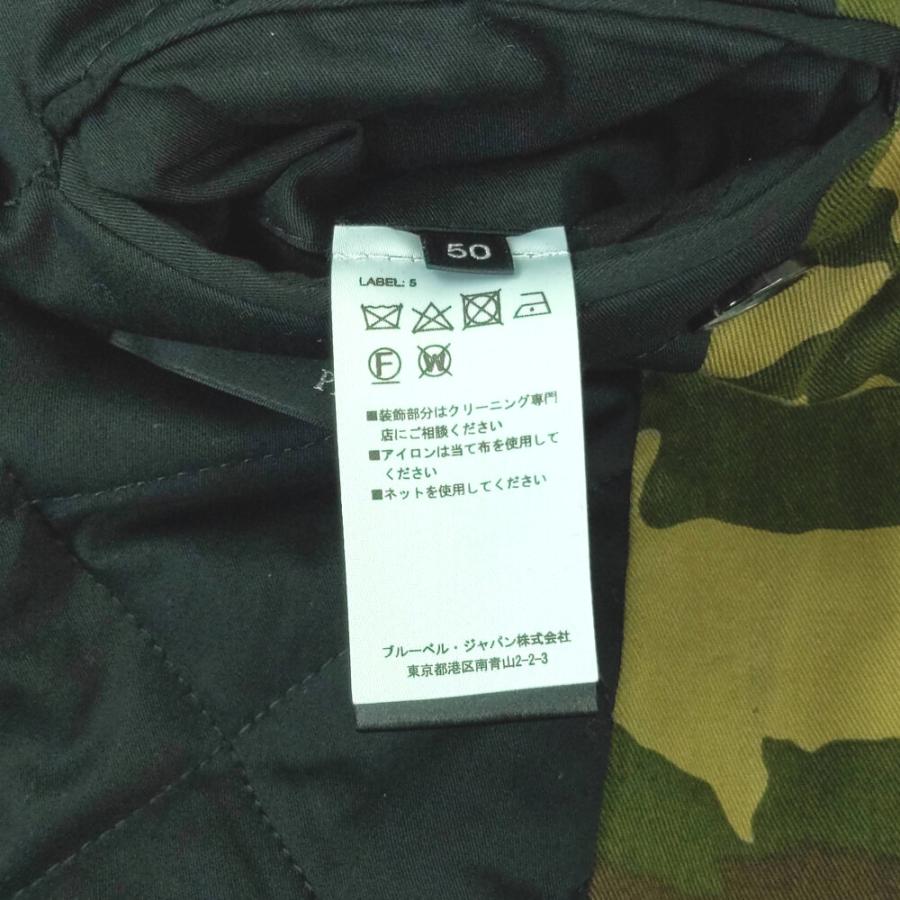 50
LABEL: 5
F W
■装飾部分はクリーニング専門
店にご相談ください
■アイロンは当て布を使用して
ください
■ネットを使用してください
ブルーベル・ジャパン株式会社
東京都港区南青山2-2-3